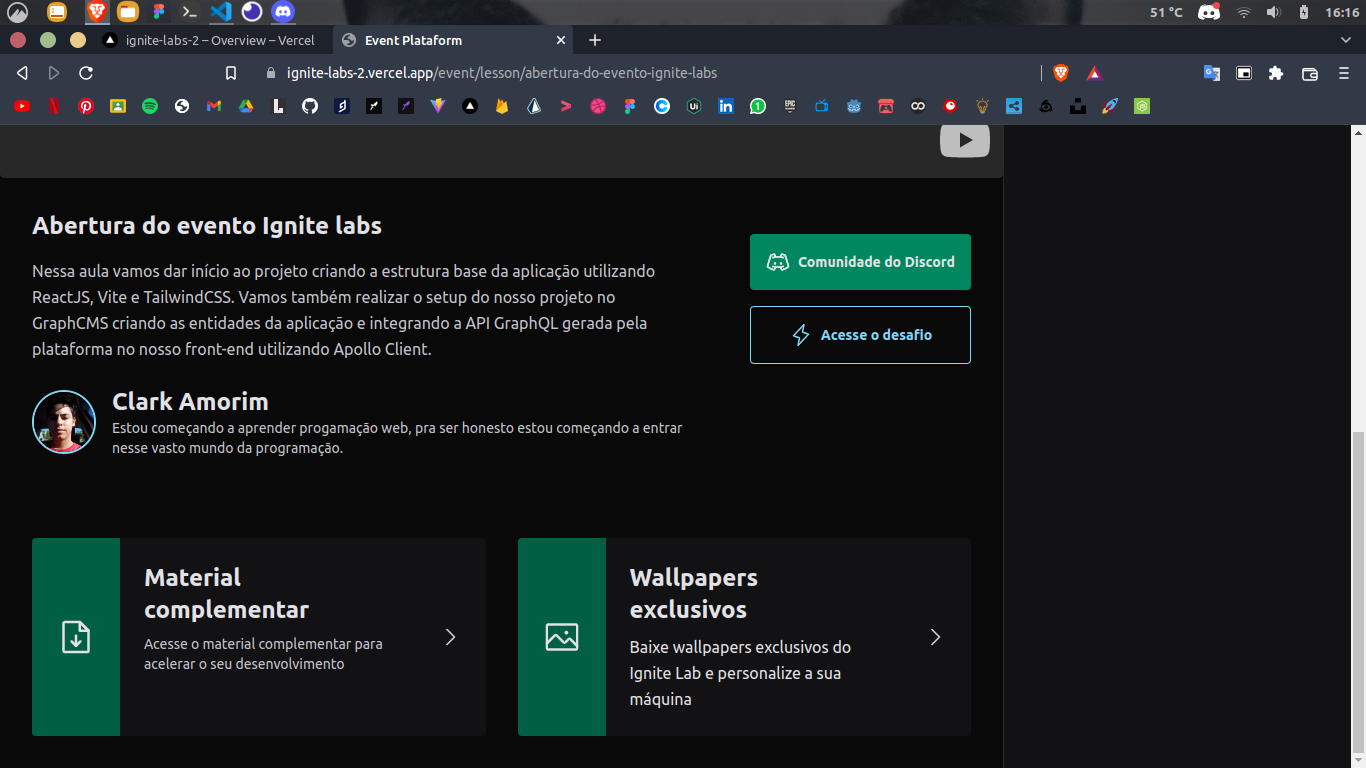 51 °C
16:16
ignite-labs-2 – Overview – Vercel
Event Plataform
ignite-labs-2.vercel.app/event/lesson/abertura-do-evento-ignite-labs
Abertura do evento Ignite labs
Nessa aula vamos dar início ao projeto criando a estrutura base da aplicação utilizando
ReactJS, Vite e TailwindCSS. Vamos também realizar o setup do nosso projeto no
GraphCMS criando as entidades da aplicação e integrando a API GraphQL gerada pela
plataforma no nosso front-end utilizando Apollo Client.
Comunidade do Discord
Acesse o desafio
Clark Amorim
Estou começando a aprender progamação web, pra ser honesto estou começando a entrar
nesse vasto mundo da programação.
Material
complementar
Acesse o material complementar para
acelerar o seu desenvolvimento
Wallpapers
exclusivos
Baixe wallpapers exclusivos do
Ignite Lab e personalize a sua
máquina